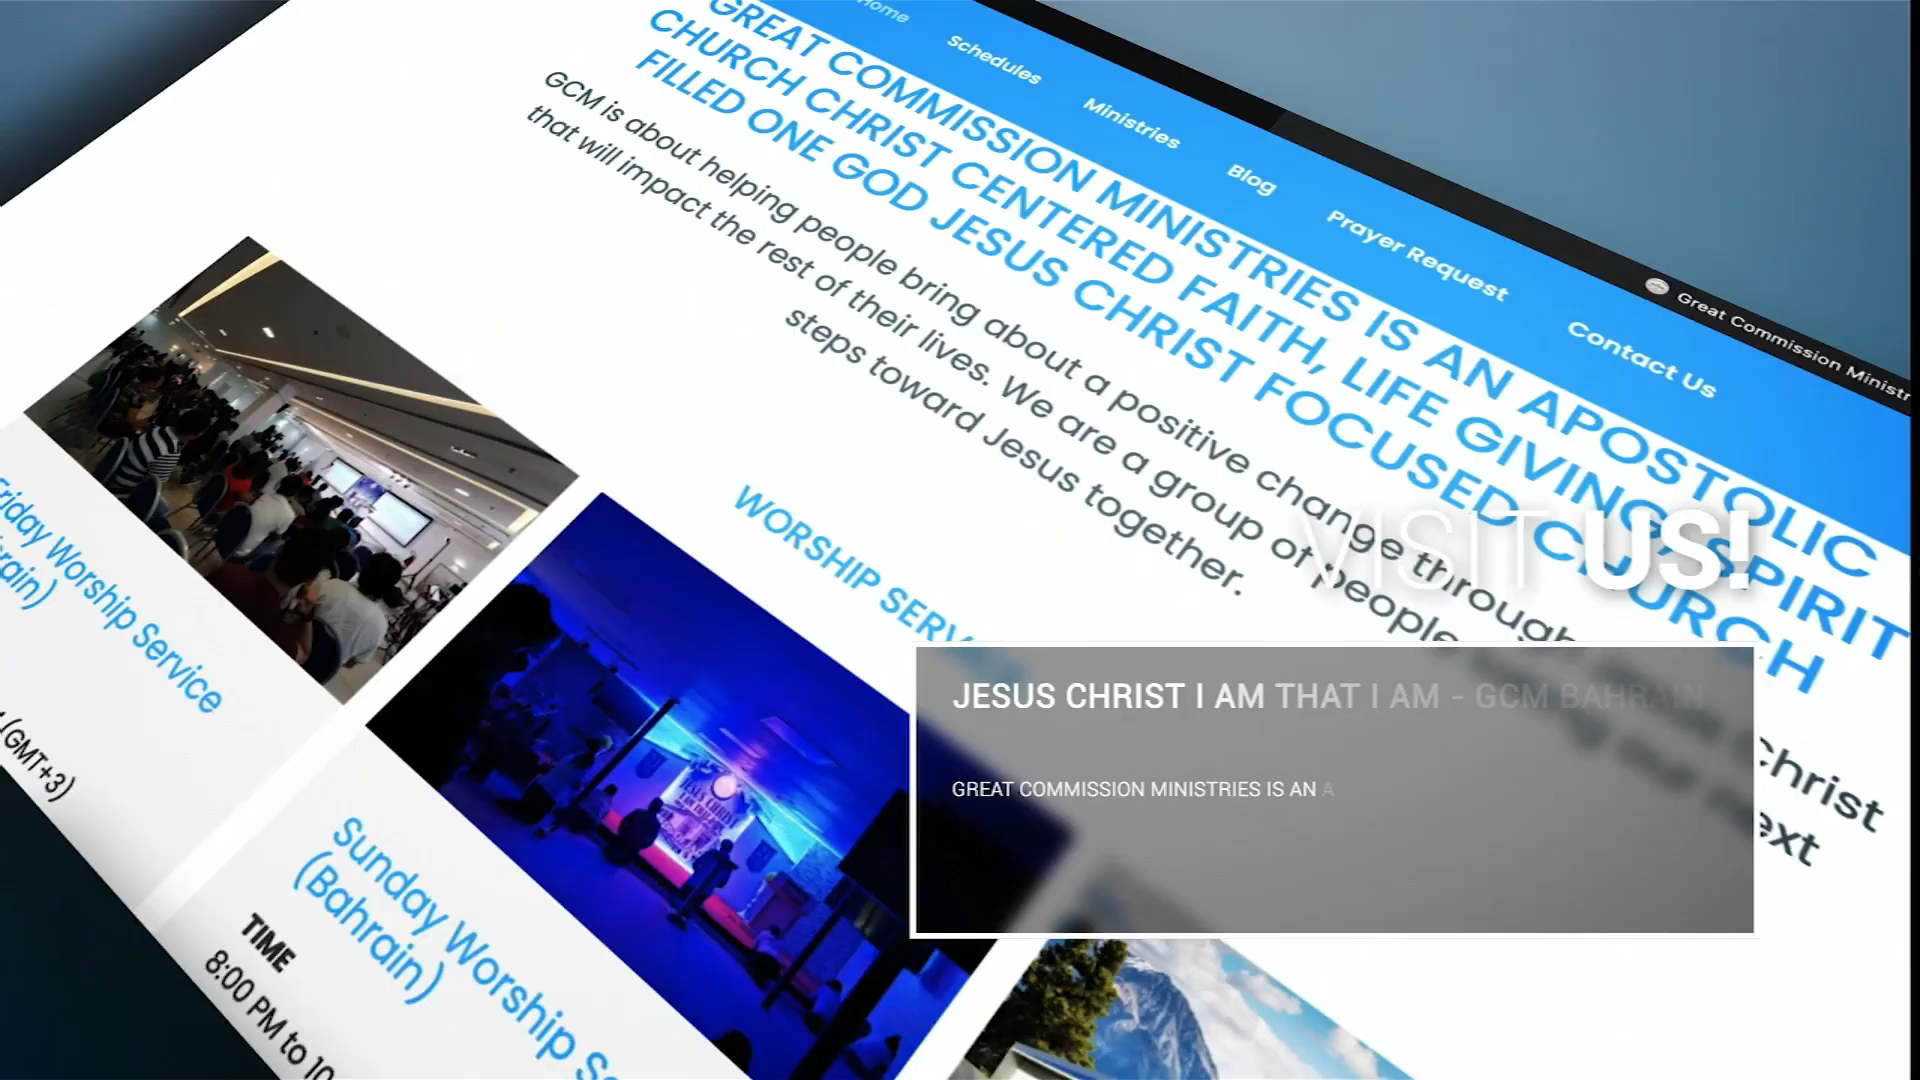 Home
Schedules
Ministries
Blog
Prayer Request
Contact Us
Great Commission Ministr
GREAT COMMISSION MINISTRIES IS AN APOSTOLIC
CHURCH CHRIST CENTERED FAITH, LIFE GIVING, SPIRIT
FILLED ONE GOD JESUS CHRIST FOCUSED CHURCH
GCM is about helping people bring about a positive change through
that will impact the rest of their lives. We are a group of people
steps toward Jesus together.
Christ
VISIT US!
WORSHIP SERV
JESUS CHRIST I AM THAT I AM - GCM BAHRAIN
GREAT COMMISSION MINISTRIES IS AN A
Friday Worship Service
(GMT+3)
Sunday Worship Se
(Bahrain)
TIME
8:00 PM to 10